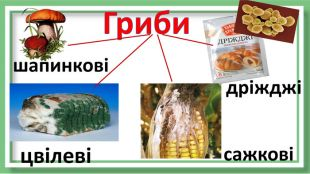 Гриби
шапинкові
дріжджі
цвілеві
сажкові